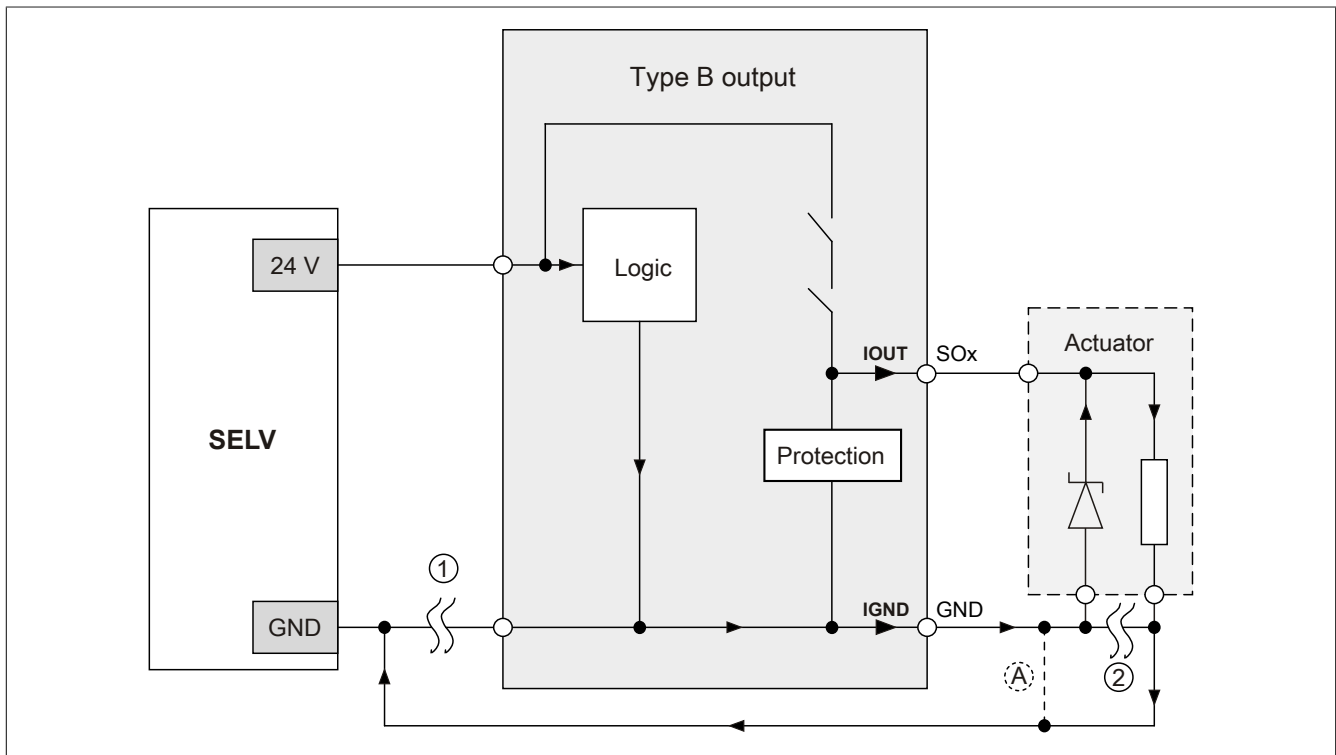 Type B output
24 V
Logic
SELV
IOUT
SOx
Actuator
Protection
1
GND
IGND
GND
A
2